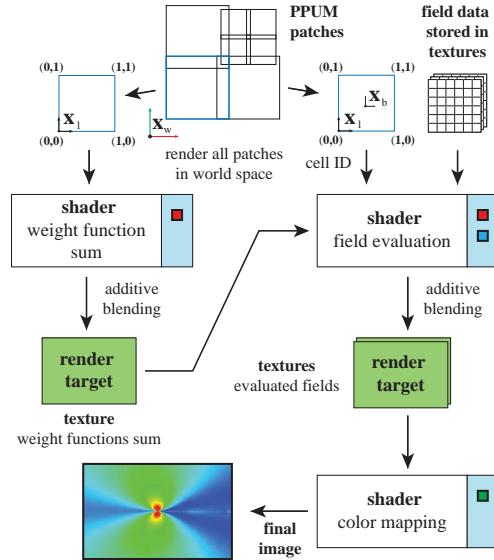 PPUM
patches
field data
stored in
textures
(0,1) (1,1)
x_l
(0,0) (1,0)
x_w
render all patches
in world space
(0,1) (1,1)
x_b
x_l
(0,0) (1,0)
cell ID
shader
weight function
sum
shader
field evaluation
additive
blending
additive
blending
render
target
texture
weight functions sum
textures
evaluated fields
render
target
shader
color mapping
final
image